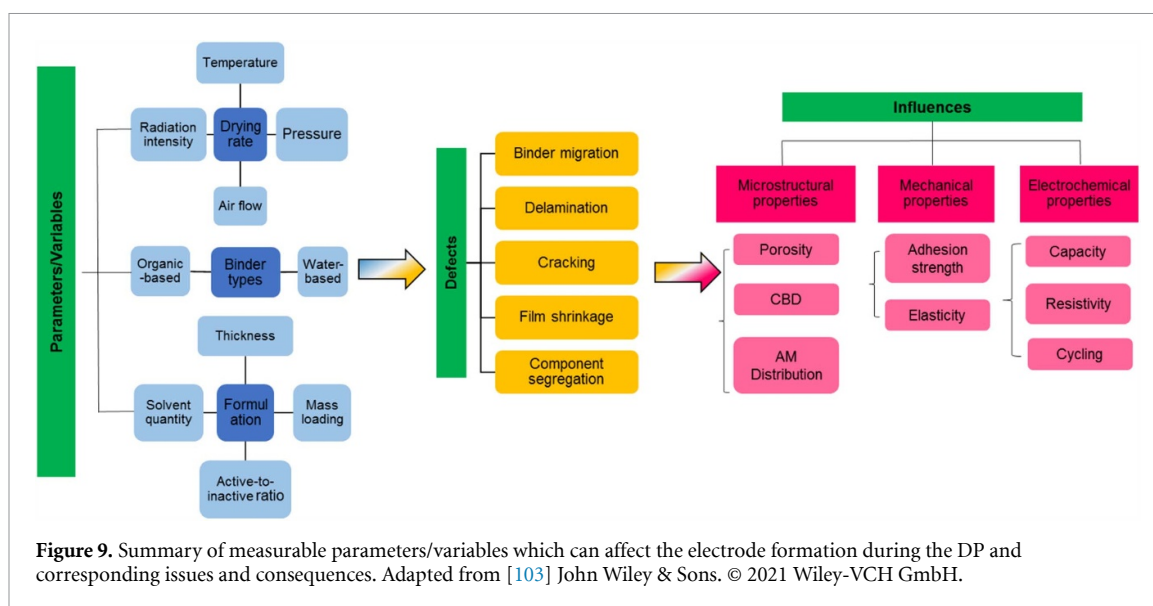 Parameters/Variables
Temperature
Radiation
intensity
Drying
rate
Pressure
Air flow
Organic
-based
Binder
types
Water-
based
Thickness
Solvent
quantity
Formul
ation
Mass
loading
Active-to-
inactive ratio
Defects
Binder migration
Delamination
Cracking
Film shrinkage
Component
segregation
Influences
Microstructural
properties
Porosity
CBD
AM
Distribution
Mechanical
properties
Adhesion
strength
Elasticity
Electrochemical
properties
Capacity
Resistivity
Cycling
Figure 9. Summary of measurable parameters/variables which can affect the electrode formation during the DP and
corresponding issues and consequences. Adapted from [103] John Wiley & Sons. © 2021 Wiley-VCH GmbH.